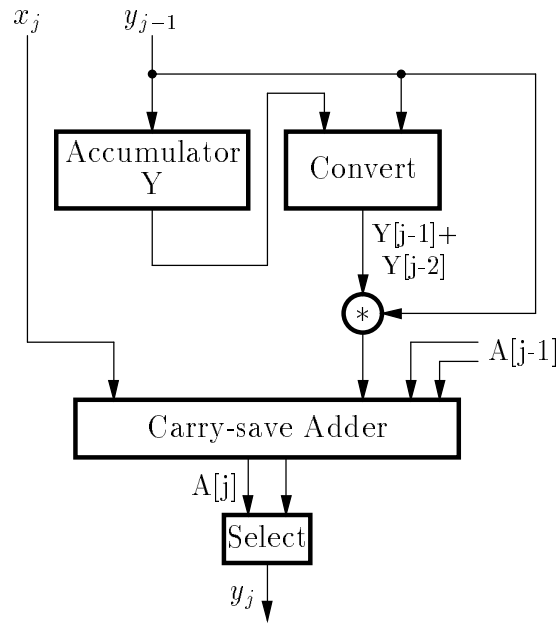 x_j
y_{j-1}
Accumulator
Y
Convert
Y[j-1]+
Y[j-2]
*
A[j-1]
Carry-save Adder
A[j]
Select
y_j